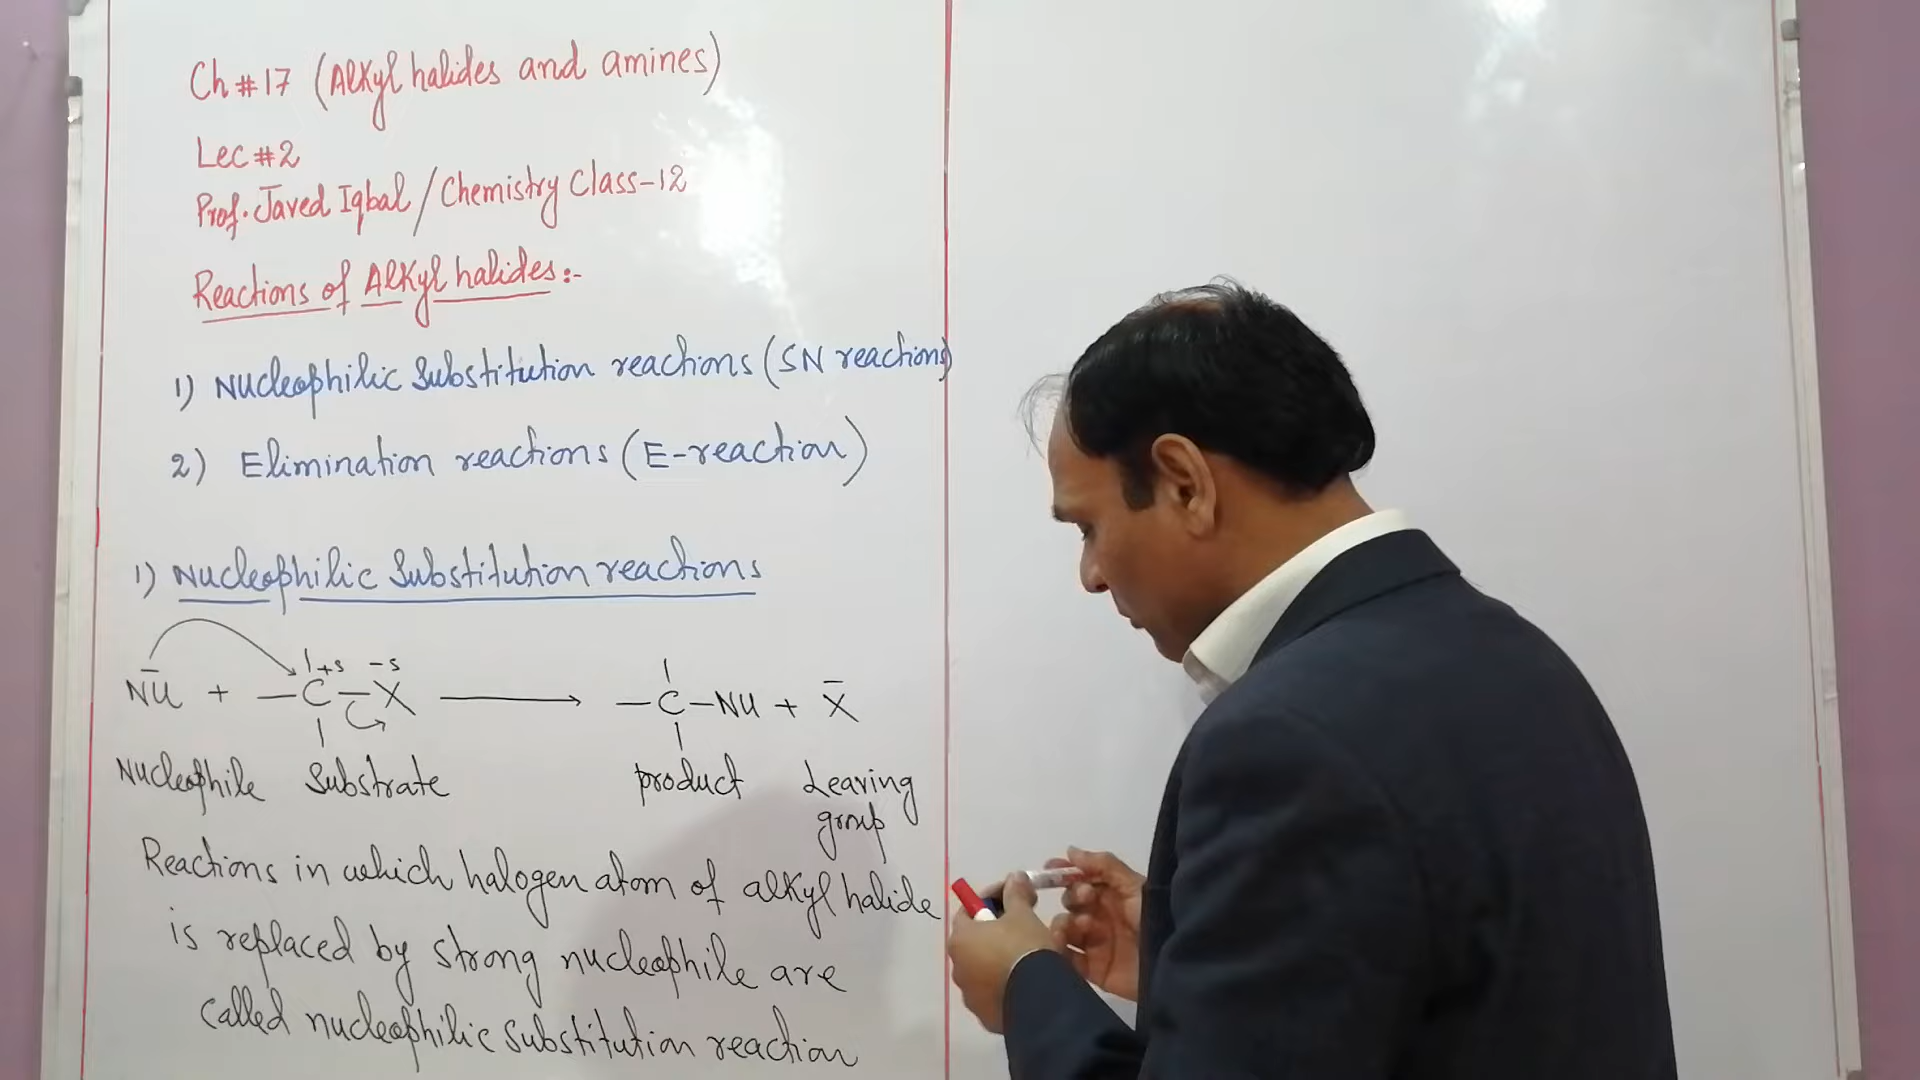 Ch # 17 (Alkyl halides and amines)
Lec # 2
Prof. Javed Iqbal / Chemistry Class-12
Reactions of Alkyl halides :-
1) Nucleophilic Substitution reactions (SN reactions)
2) Elimination reactions (E-reaction)
1) Nucleophilic Substitution reactions
N̄u + —C^{+s}—X^{-s} ⟶ —C—Nu + X̄
Nucleophile Substrate product Leaving group
Reactions in which halogen atom of alkyl halide
is replaced by strong nucleophile are
called nucleophilic substitution reaction